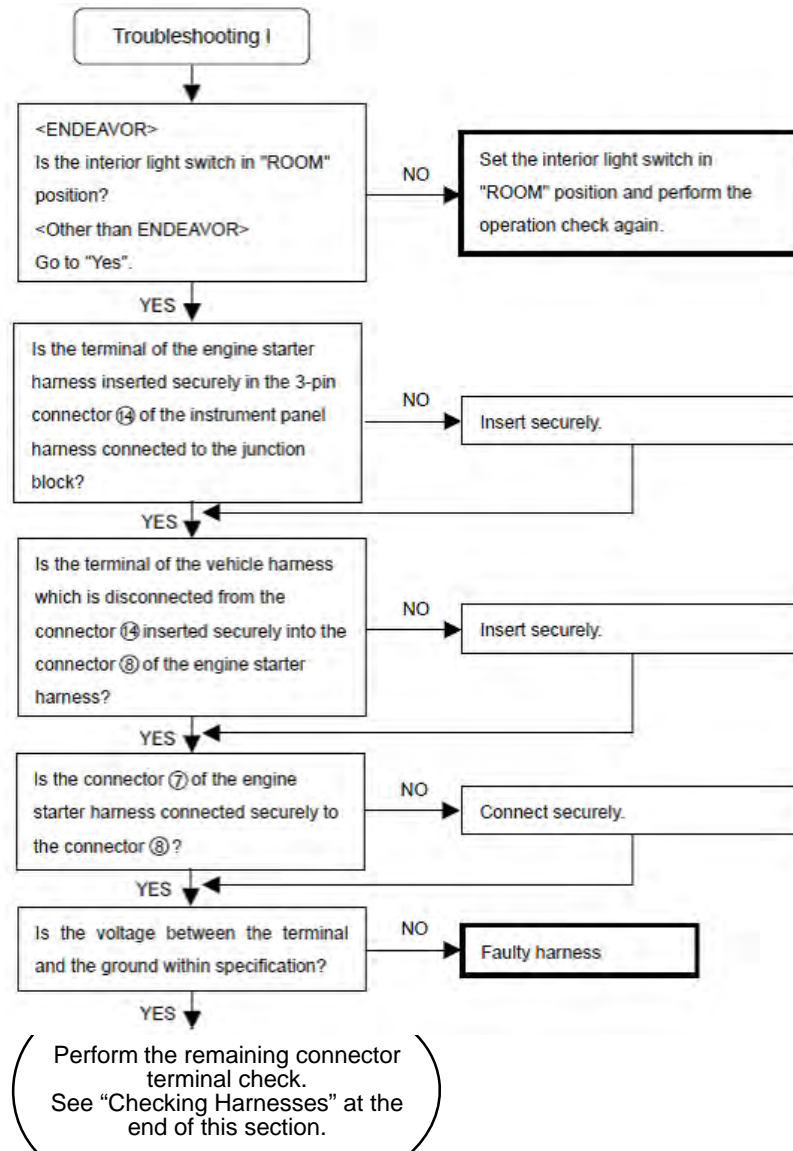 Troubleshooting I
<ENDEAVOR>
Is the interior light switch in "ROOM"
position?
<Other than ENDEAVOR>
Go to "Yes".
NO
Set the interior light switch in
"ROOM" position and perform the
operation check again.
YES
Is the terminal of the engine starter
harness inserted securely in the 3-pin
connector ⑭ of the instrument panel
harness connected to the junction
block?
NO
Insert securely.
YES
Is the terminal of the vehicle harness
which is disconnected from the
connector ⑭ inserted securely into the
connector ⑧ of the engine starter
harness?
NO
Insert securely.
YES
Is the connector ⑦ of the engine
starter harness connected securely to
the connector ⑧?
NO
Connect securely.
YES
Is the voltage between the terminal
and the ground within specification?
NO
Faulty harness
YES
Perform the remaining connector
terminal check.
See “Checking Harnesses” at the
end of this section.